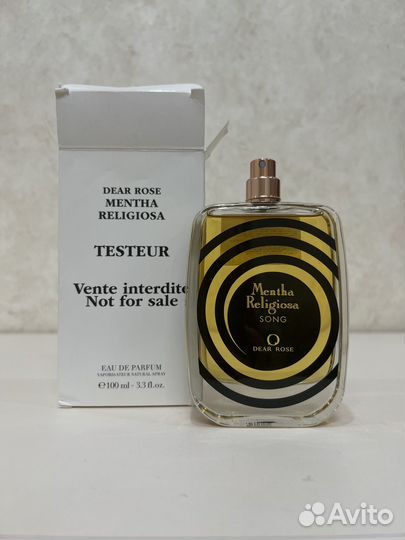 DEAR ROSE
MENTHA
RELIGIOSA
TESTEUR
Vente interdite
Not for sale
EAU DE PARFUM
VAPORISATEUR NATURAL SPRAY
℮100 ml - 3.3 fl.oz.
Mentha
Religiosa
SONG
DEAR ROSE
Avito